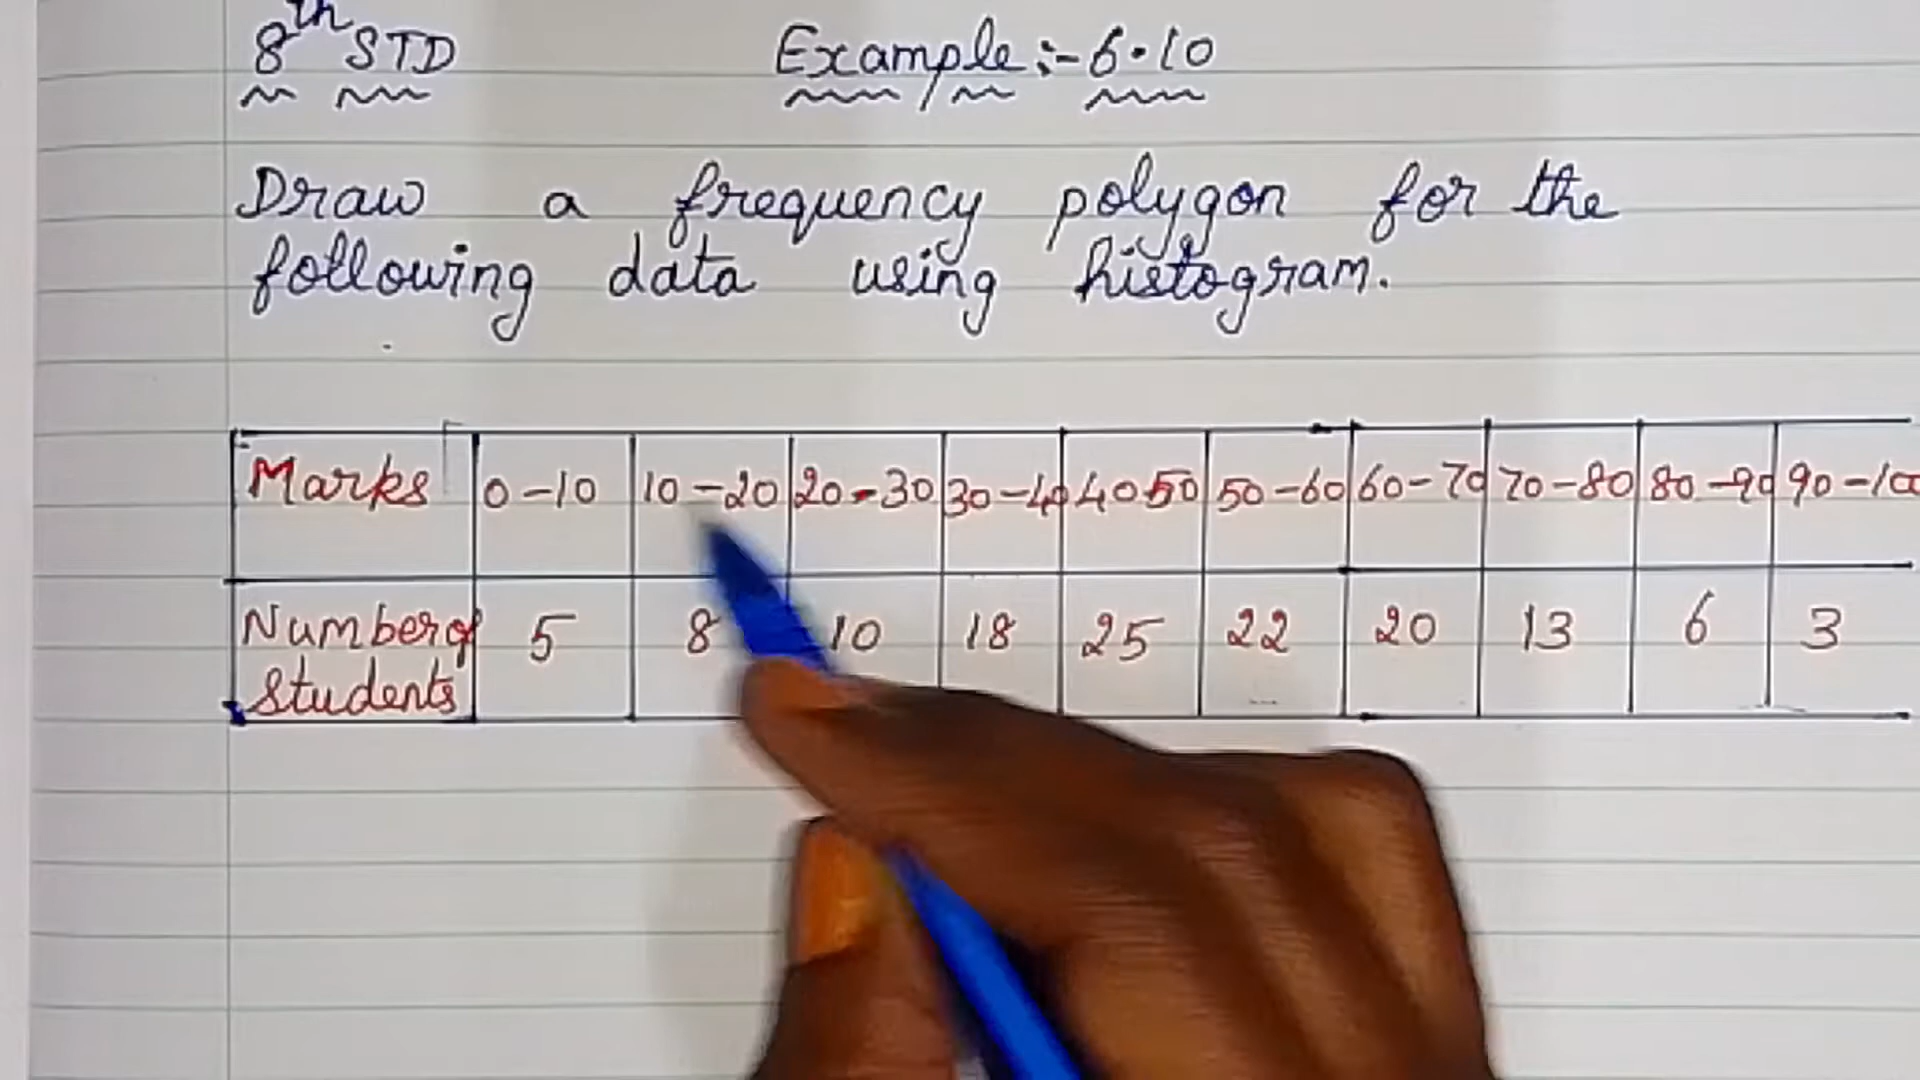 8th STD Example:- 6.10
Draw a frequency polygon for the
following data using histogram.
Marks 0-10 10-20 20-30 30-40 40-50 50-60 60-70 70-80 80-90 90-100
Number of 5 8 10 18 25 22 20 13 6 3
Students